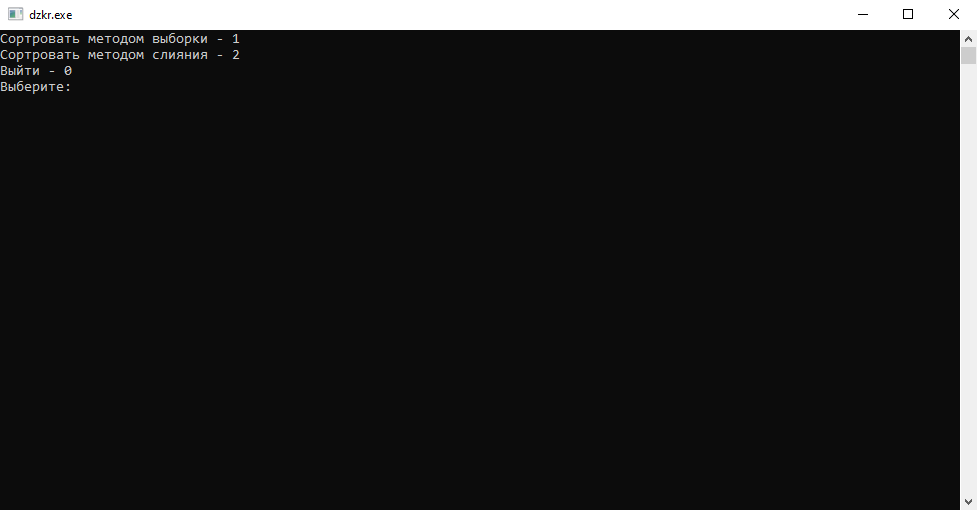 dzkr.exe
Сортровать методом выборки - 1
Сортровать методом слияния - 2
Выйти - 0
Выберите: